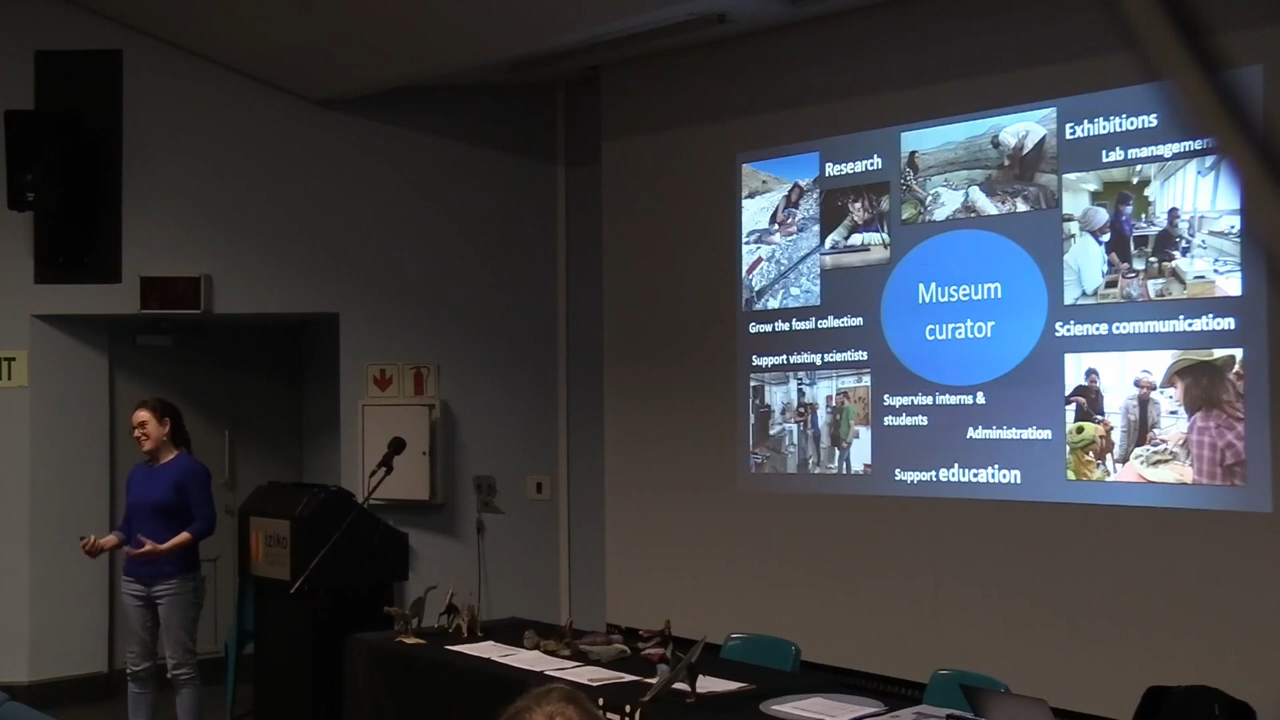 Exhibitions
Lab managemen
Research
Museum
curator
Grow the fossil collection
Science communication
Support visiting scientists
Supervise interns &
students
Administration
Support education
IT
iziko